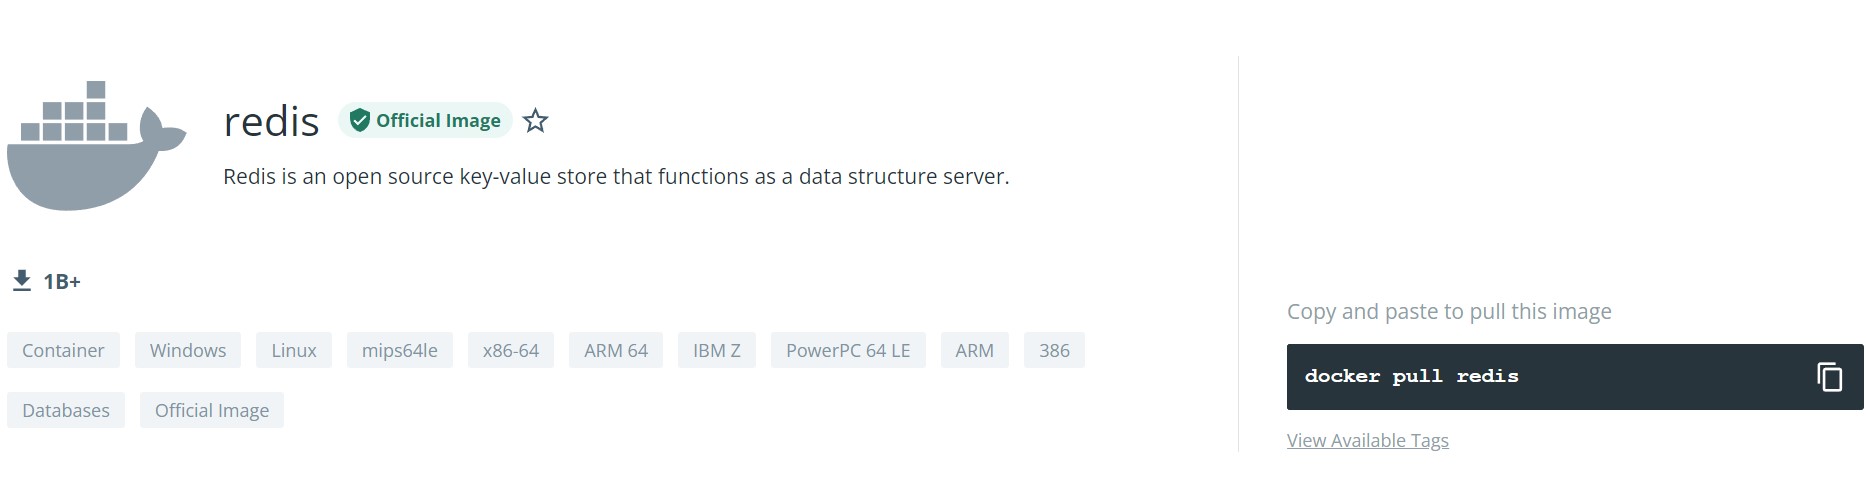 redis Official Image
Redis is an open source key-value store that functions as a data structure server.
1B+
Container Windows Linux mips64le x86-64 ARM 64 IBM Z PowerPC 64 LE ARM 386
Databases Official Image
Copy and paste to pull this image
docker pull redis
View Available Tags